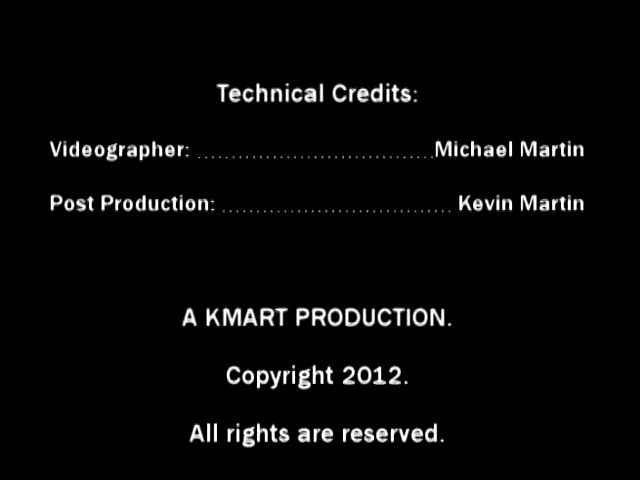 Technical Credits:
Videographer: ...................................Michael Martin
Post Production: .................................. Kevin Martin
A KMART PRODUCTION.
Copyright 2012.
All rights are reserved.